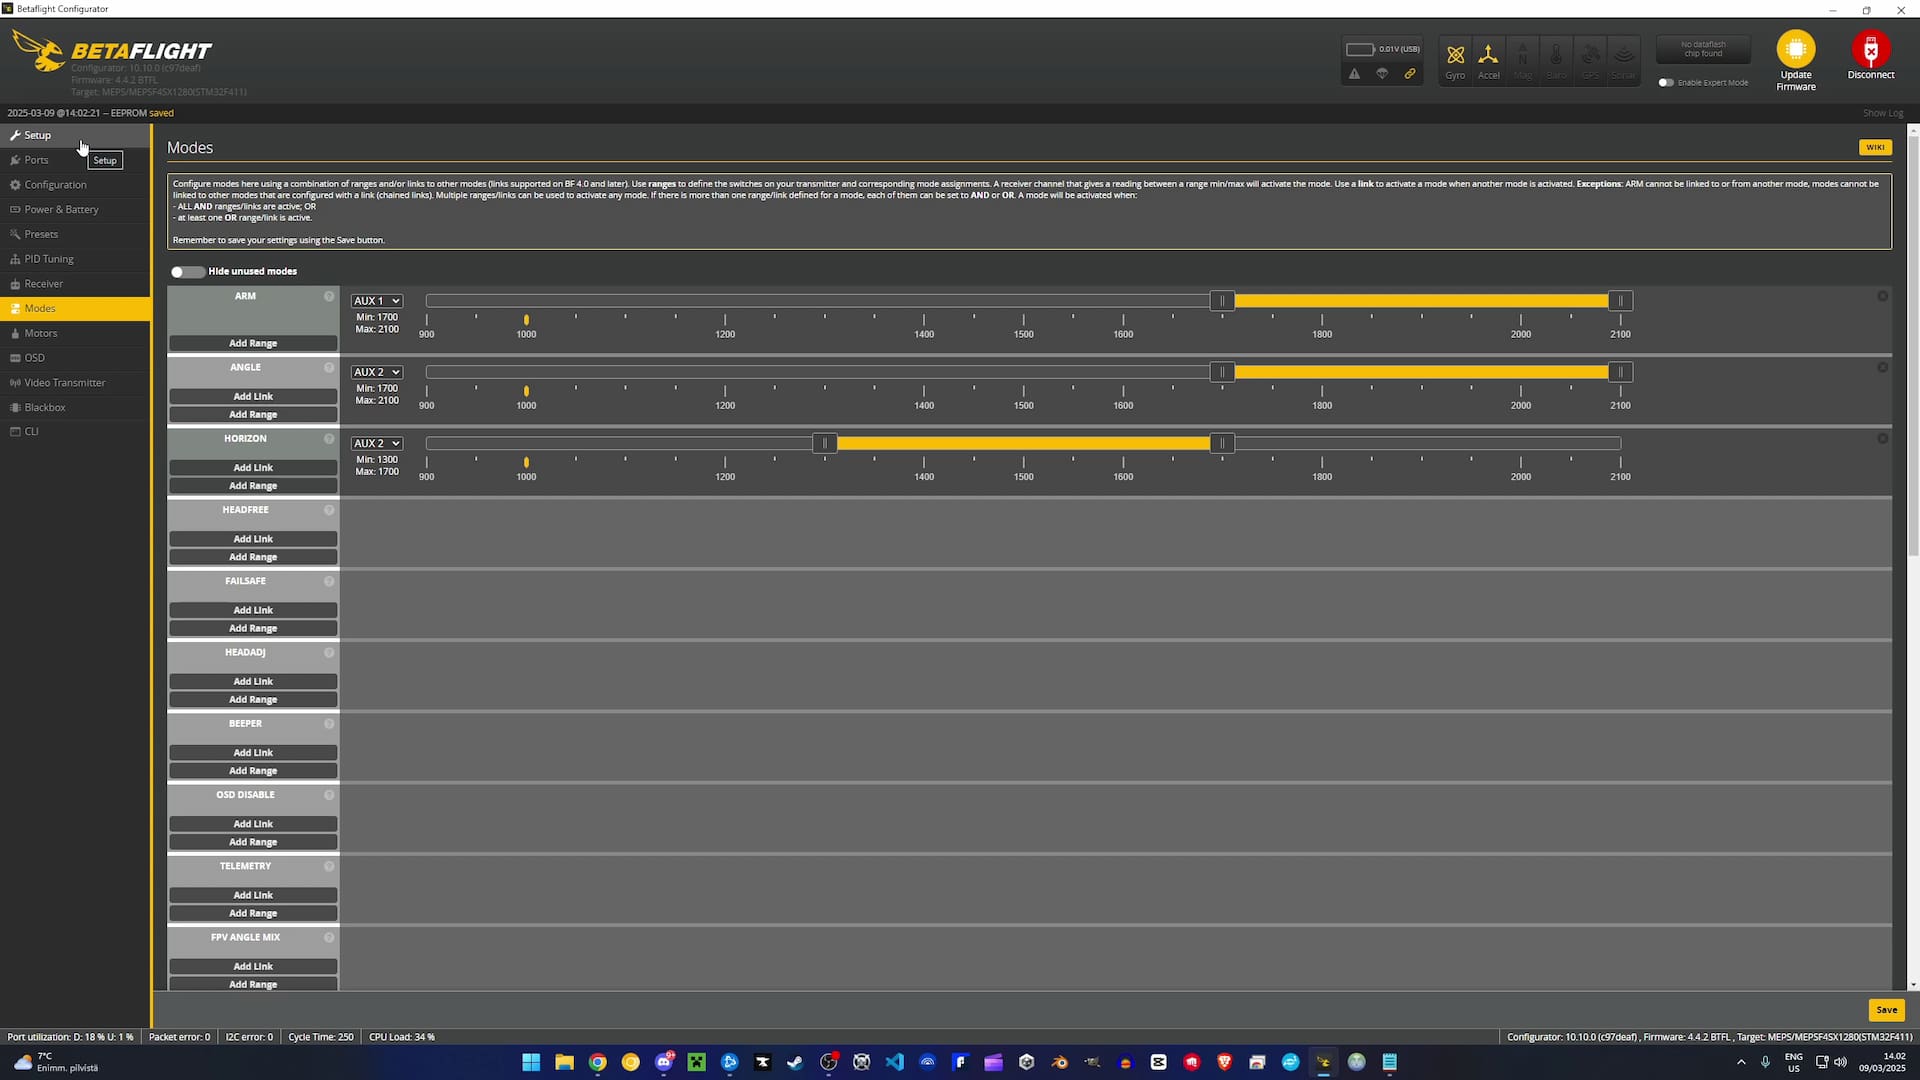 Betaflight Configurator
BETAFLIGHT
Configurator: 10.10.0 (c97deaf)
Firmware: 4.4.2 BTFL
Target: MEPS/MEPSF4SX1280(STM32F411)
0.01V (USB)
Gyro
Accel
Mag
Baro
GPS
Sonar
No dataflash
chip found
Enable Expert Mode
Update
Firmware
Disconnect
2025-03-09 @14:02:21 -- EEPROM saved
Show Log
Setup
Ports
Setup
Configuration
Power & Battery
Presets
PID Tuning
Receiver
Modes
Motors
OSD
Video Transmitter
Blackbox
CLI
Modes
WIKI
Configure modes here using a combination of ranges and/or links to other modes (links supported on BF 4.0 and later). Use ranges to define the switches on your transmitter and corresponding mode assignments. A receiver channel that gives a reading between a range min/max will activate the mode. Use a link to activate a mode when another mode is activated. Exceptions: ARM cannot be linked to or from another mode, modes cannot be
linked to other modes that are configured with a link (chained links). Multiple ranges/links can be used to activate any mode. If there is more than one range/link defined for a mode, each of them can be set to AND or OR. A mode will be activated when:
- ALL AND ranges/links are active; OR
- at least one OR range/link is active.
Remember to save your settings using the Save button.
Hide unused modes
ARM
Add Range
AUX 1
Min: 1700
Max: 2100
900 1000 1200 1400 1500 1600 1800 2000 2100
ANGLE
Add Link
Add Range
AUX 2
Min: 1700
Max: 2100
900 1000 1200 1400 1500 1600 1800 2000 2100
HORIZON
Add Link
Add Range
AUX 2
Min: 1300
Max: 1700
900 1000 1200 1400 1500 1600 1800 2000 2100
HEADFREE
Add Link
Add Range
FAILSAFE
Add Link
Add Range
HEADADJ
Add Link
Add Range
BEEPER
Add Link
Add Range
OSD DISABLE
Add Link
Add Range
TELEMETRY
Add Link
Add Range
FPV ANGLE MIX
Add Link
Add Range
Save
Port utilization: D: 18 % U: 1 %
Packet error: 0
I2C error: 0
Cycle Time: 250
CPU Load: 34 %
Configurator: 10.10.0 (c97deaf) , Firmware: 4.4.2 BTFL , Target: MEPS/MEPSF4SX1280(STM32F411)
7°C
Enimm. pilvistä
ENG
US
14.02
09/03/2025